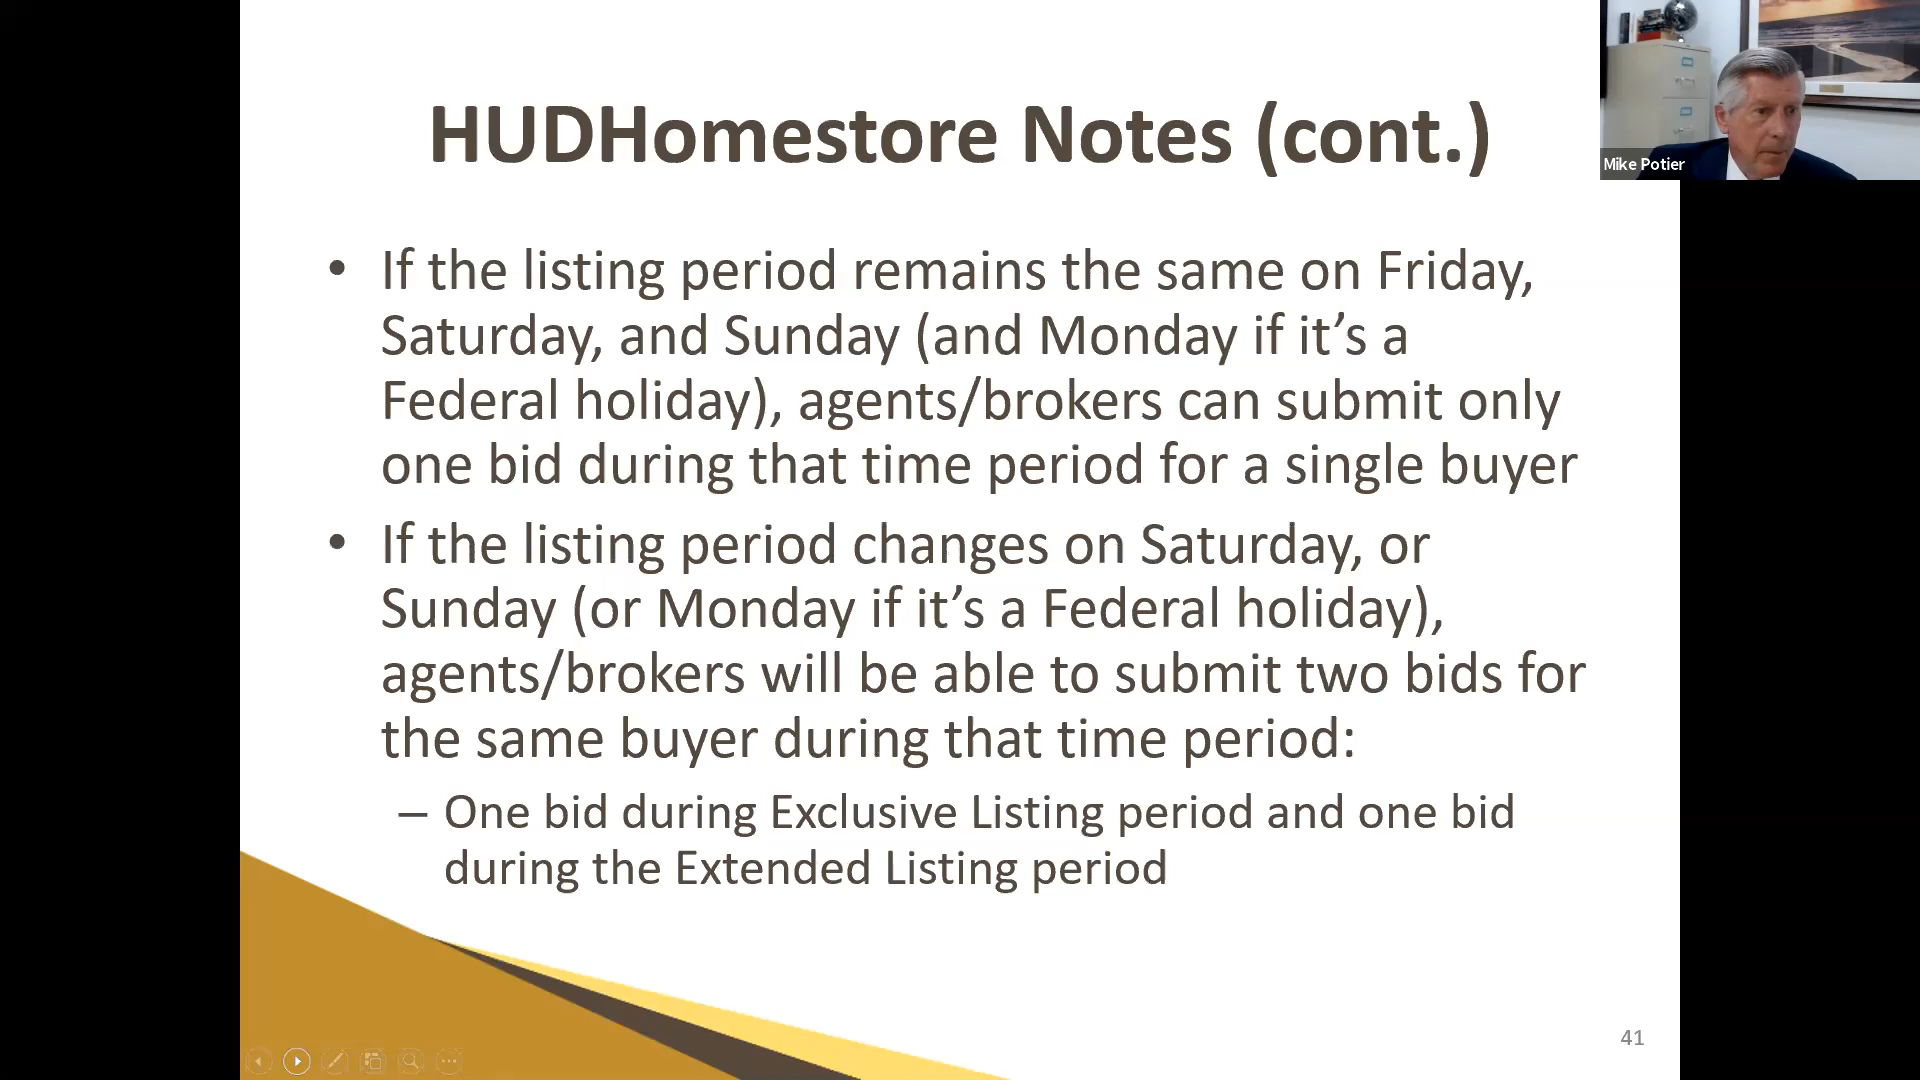 HUDHomestore Notes (cont.)
Mike Potier
• If the listing period remains the same on Friday,
Saturday, and Sunday (and Monday if it’s a
Federal holiday), agents/brokers can submit only
one bid during that time period for a single buyer
• If the listing period changes on Saturday, or
Sunday (or Monday if it’s a Federal holiday),
agents/brokers will be able to submit two bids for
the same buyer during that time period:
– One bid during Exclusive Listing period and one bid
during the Extended Listing period
41